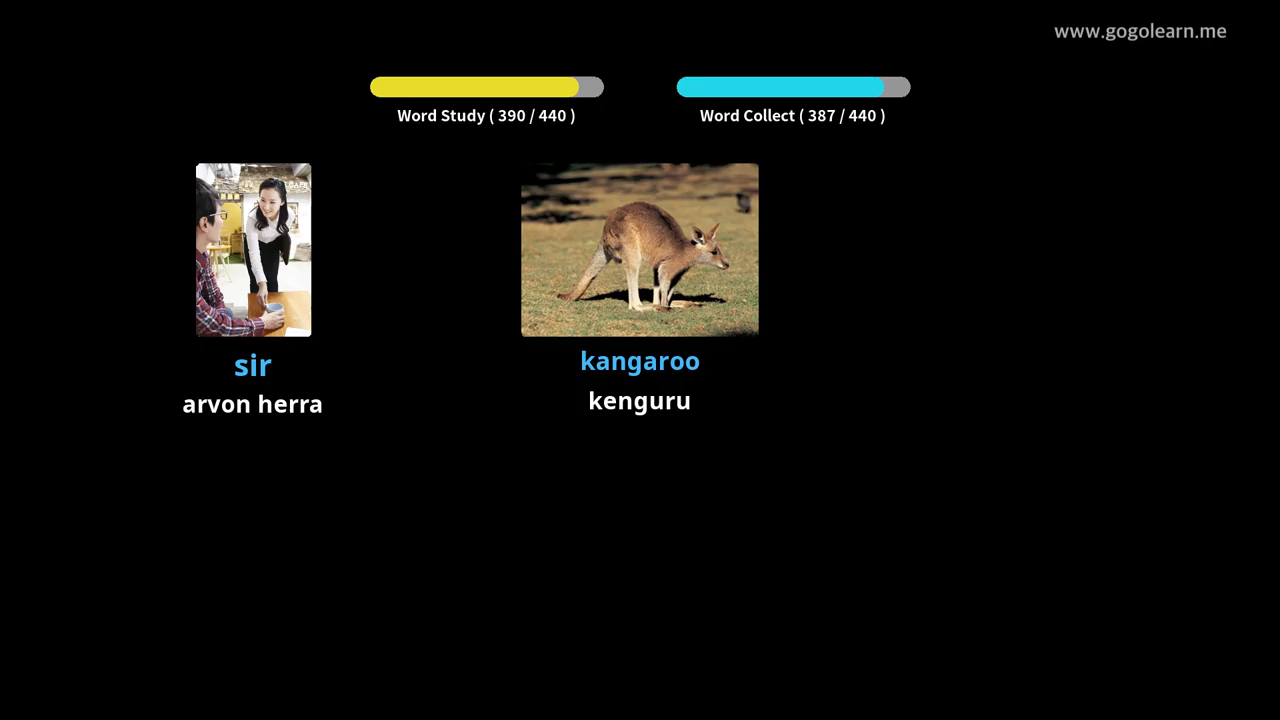 www.gogolearn.me
Word Study ( 390 / 440 )
Word Collect ( 387 / 440 )
sir
arvon herra
kangaroo
kenguru